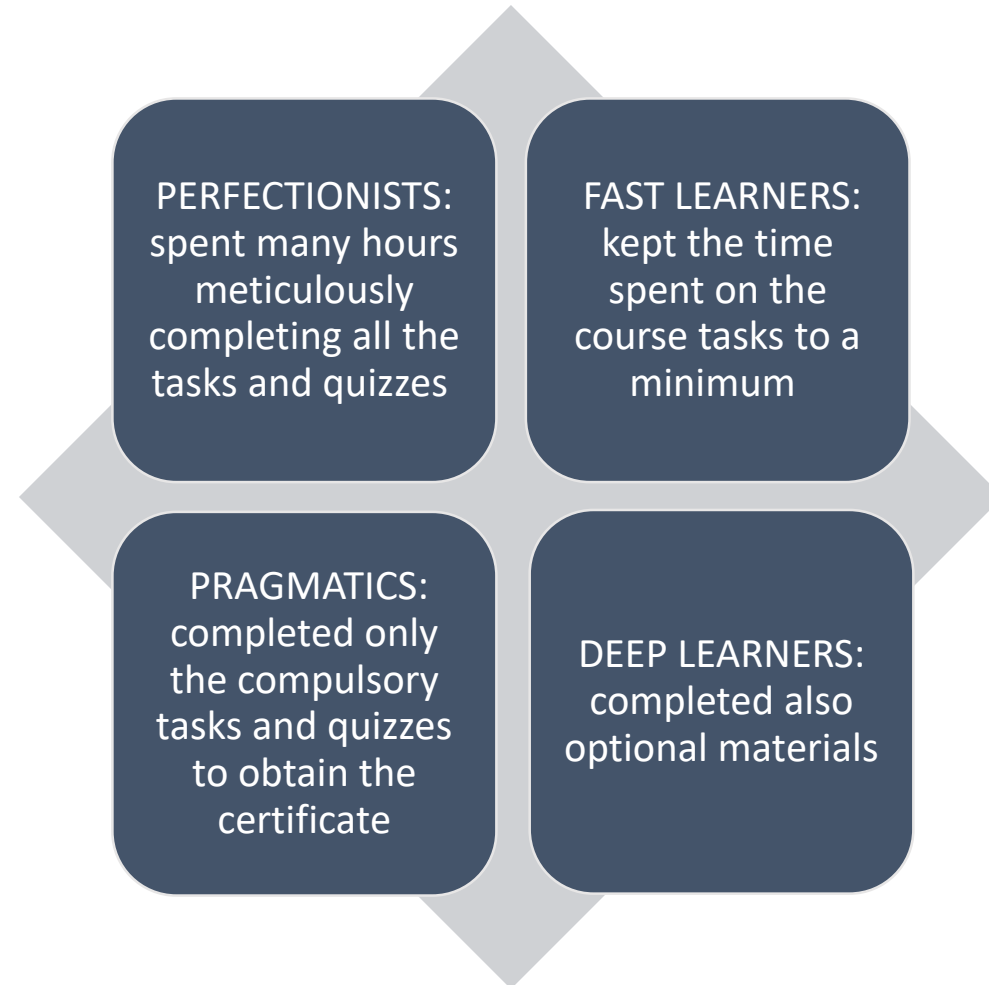 PERFECTIONISTS:
spent many hours
meticulously
completing all the
tasks and quizzes
FAST LEARNERS:
kept the time
spent on the
course tasks to a
minimum
PRAGMATICS:
completed only
the compulsory
tasks and quizzes
to obtain the
certificate
DEEP LEARNERS:
completed also
optional materials